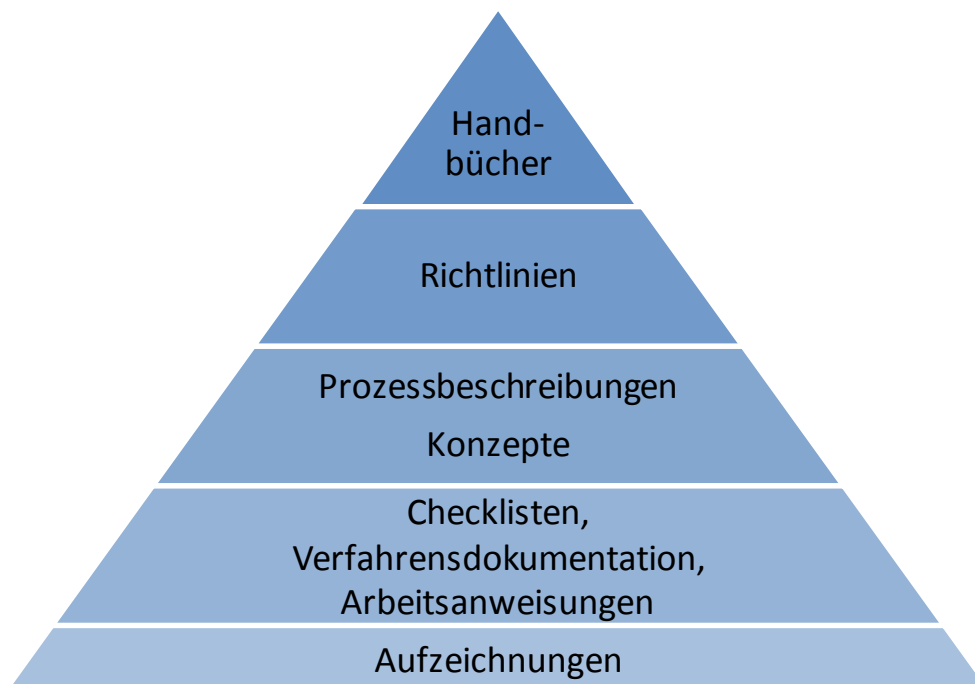 Hand-
bücher
Richtlinien
Prozessbeschreibungen
Konzepte
Checklisten,
Verfahrensdokumentation,
Arbeitsanweisungen
Aufzeichnungen